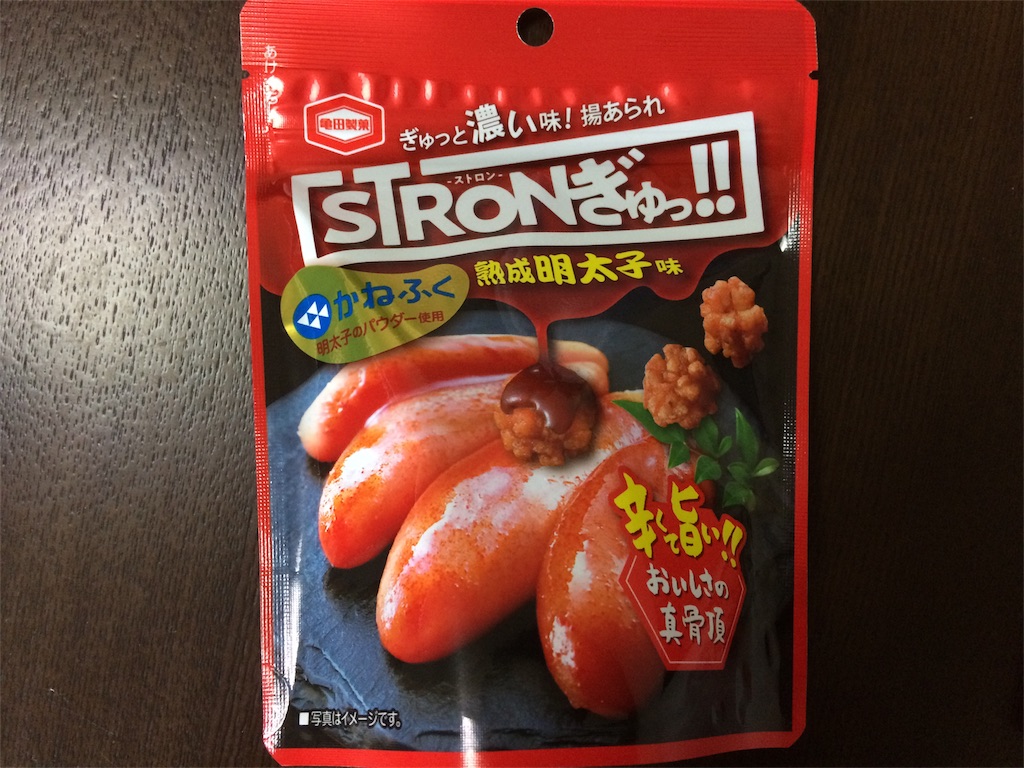 亀田製菓
ぎゅっと濃い味！揚あられ
-ストロン-
STRONぎゅっ!!
熟成明太子味
かねふく
明太子のパウダー使用
辛くて旨い!!
おいしさの
真骨頂
■写真はイメージです。